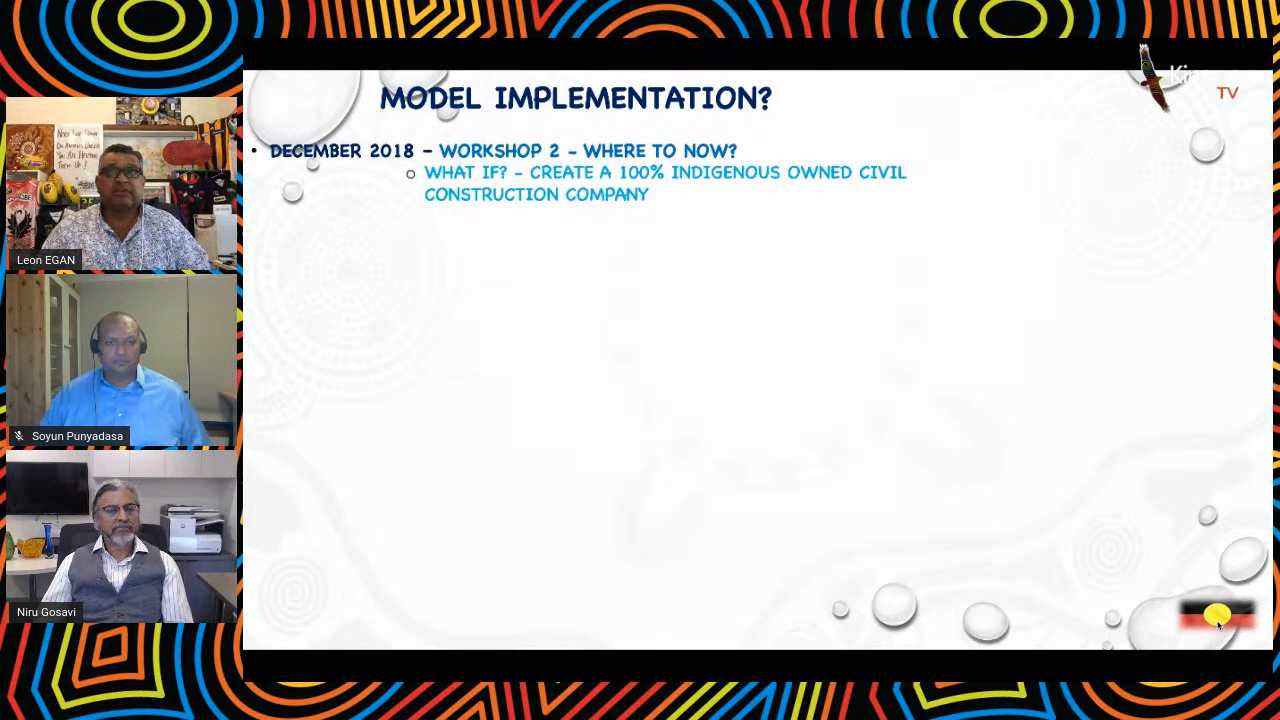 MODEL IMPLEMENTATION?
TV
• DECEMBER 2018 – WORKSHOP 2 – WHERE TO NOW?
○ WHAT IF? – CREATE A 100% INDIGENOUS OWNED CIVIL
CONSTRUCTION COMPANY
Leon EGAN
Soyun Punyadasa
Niru Gosavi